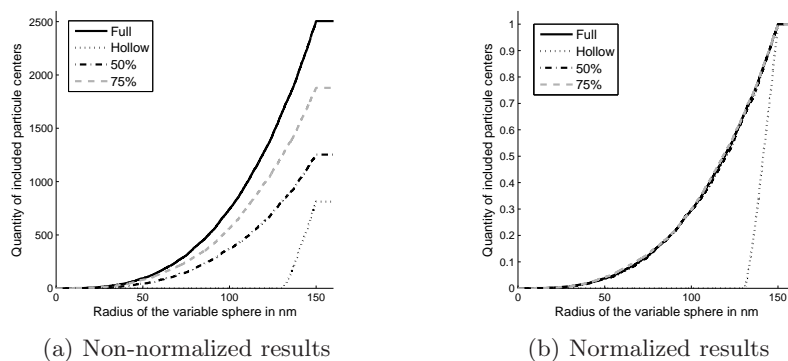 2500
2000
1500
1000
500
0
0
50
100
150
Quantity of included particule centers
Radius of the variable sphere in nm
Full
Hollow
50%
75%
(a) Non-normalized results
1
0.9
0.8
0.7
0.6
0.5
0.4
0.3
0.2
0.1
0
0
50
100
150
Quantity of included particule centers
Radius of the variable sphere in nm
Full
Hollow
50%
75%
(b) Normalized results